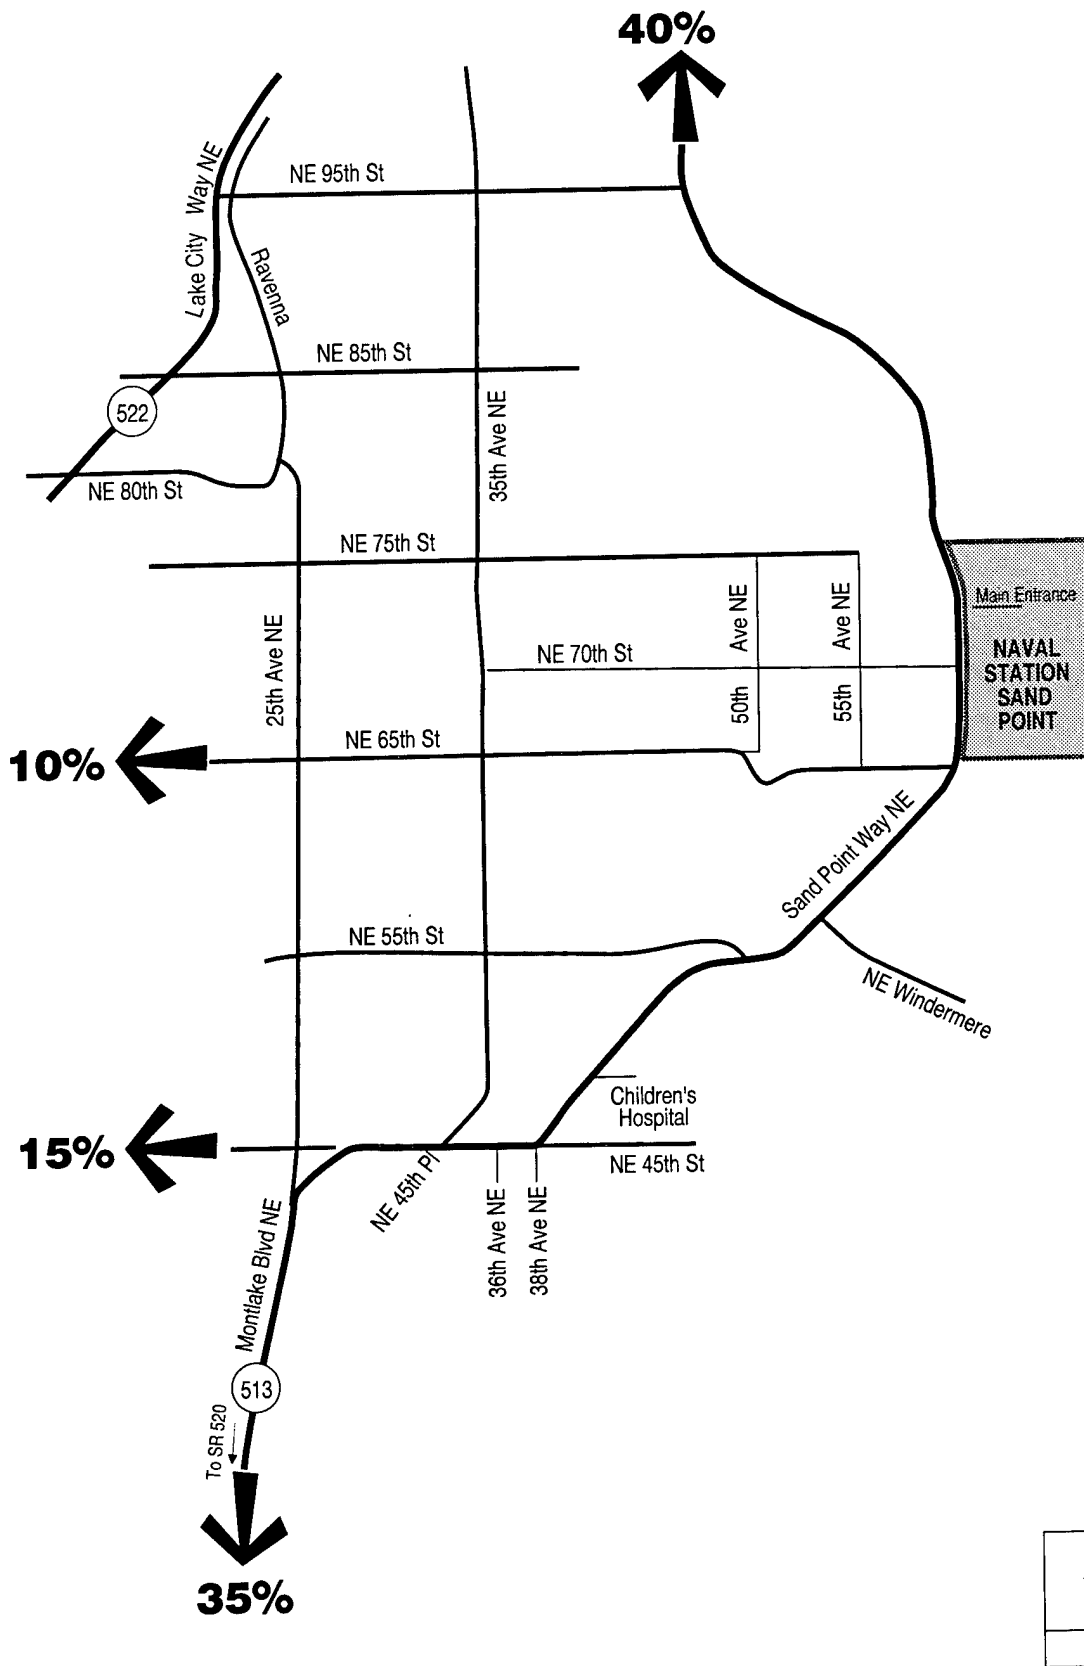 40%
NE 95th St
Lake City Way NE
Ravenna
NE 85th St
522
35th Ave NE
NE 80th St
NE 75th St
Main Entrance
50th Ave NE
55th Ave NE
25th Ave NE
NE 70th St
NAVAL
STATION
SAND
POINT
NE 65th St
10%
Sand Point Way NE
NE 55th St
NE Windermere
Children's
Hospital
15%
NE 45th St
NE 45th Pl
36th Ave NE
38th Ave NE
Montlake Blvd NE
513
To SR 520
35%